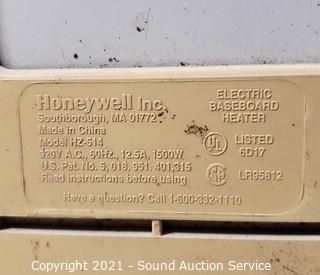 Honeywell Inc.
Southborough, MA 01772
Made in China
Model HZ-514
120V A.C., 60Hz, 12.5A, 1500W
U.S. Pat. No. 5, 018, 951. 401,315
Read instructions before using
ELECTRIC
BASEBOARD
HEATER
UL LISTED
6D17
LR95812
Have a question? Call 1-800-332-1110
Copyright 2021 - Sound Auction Service